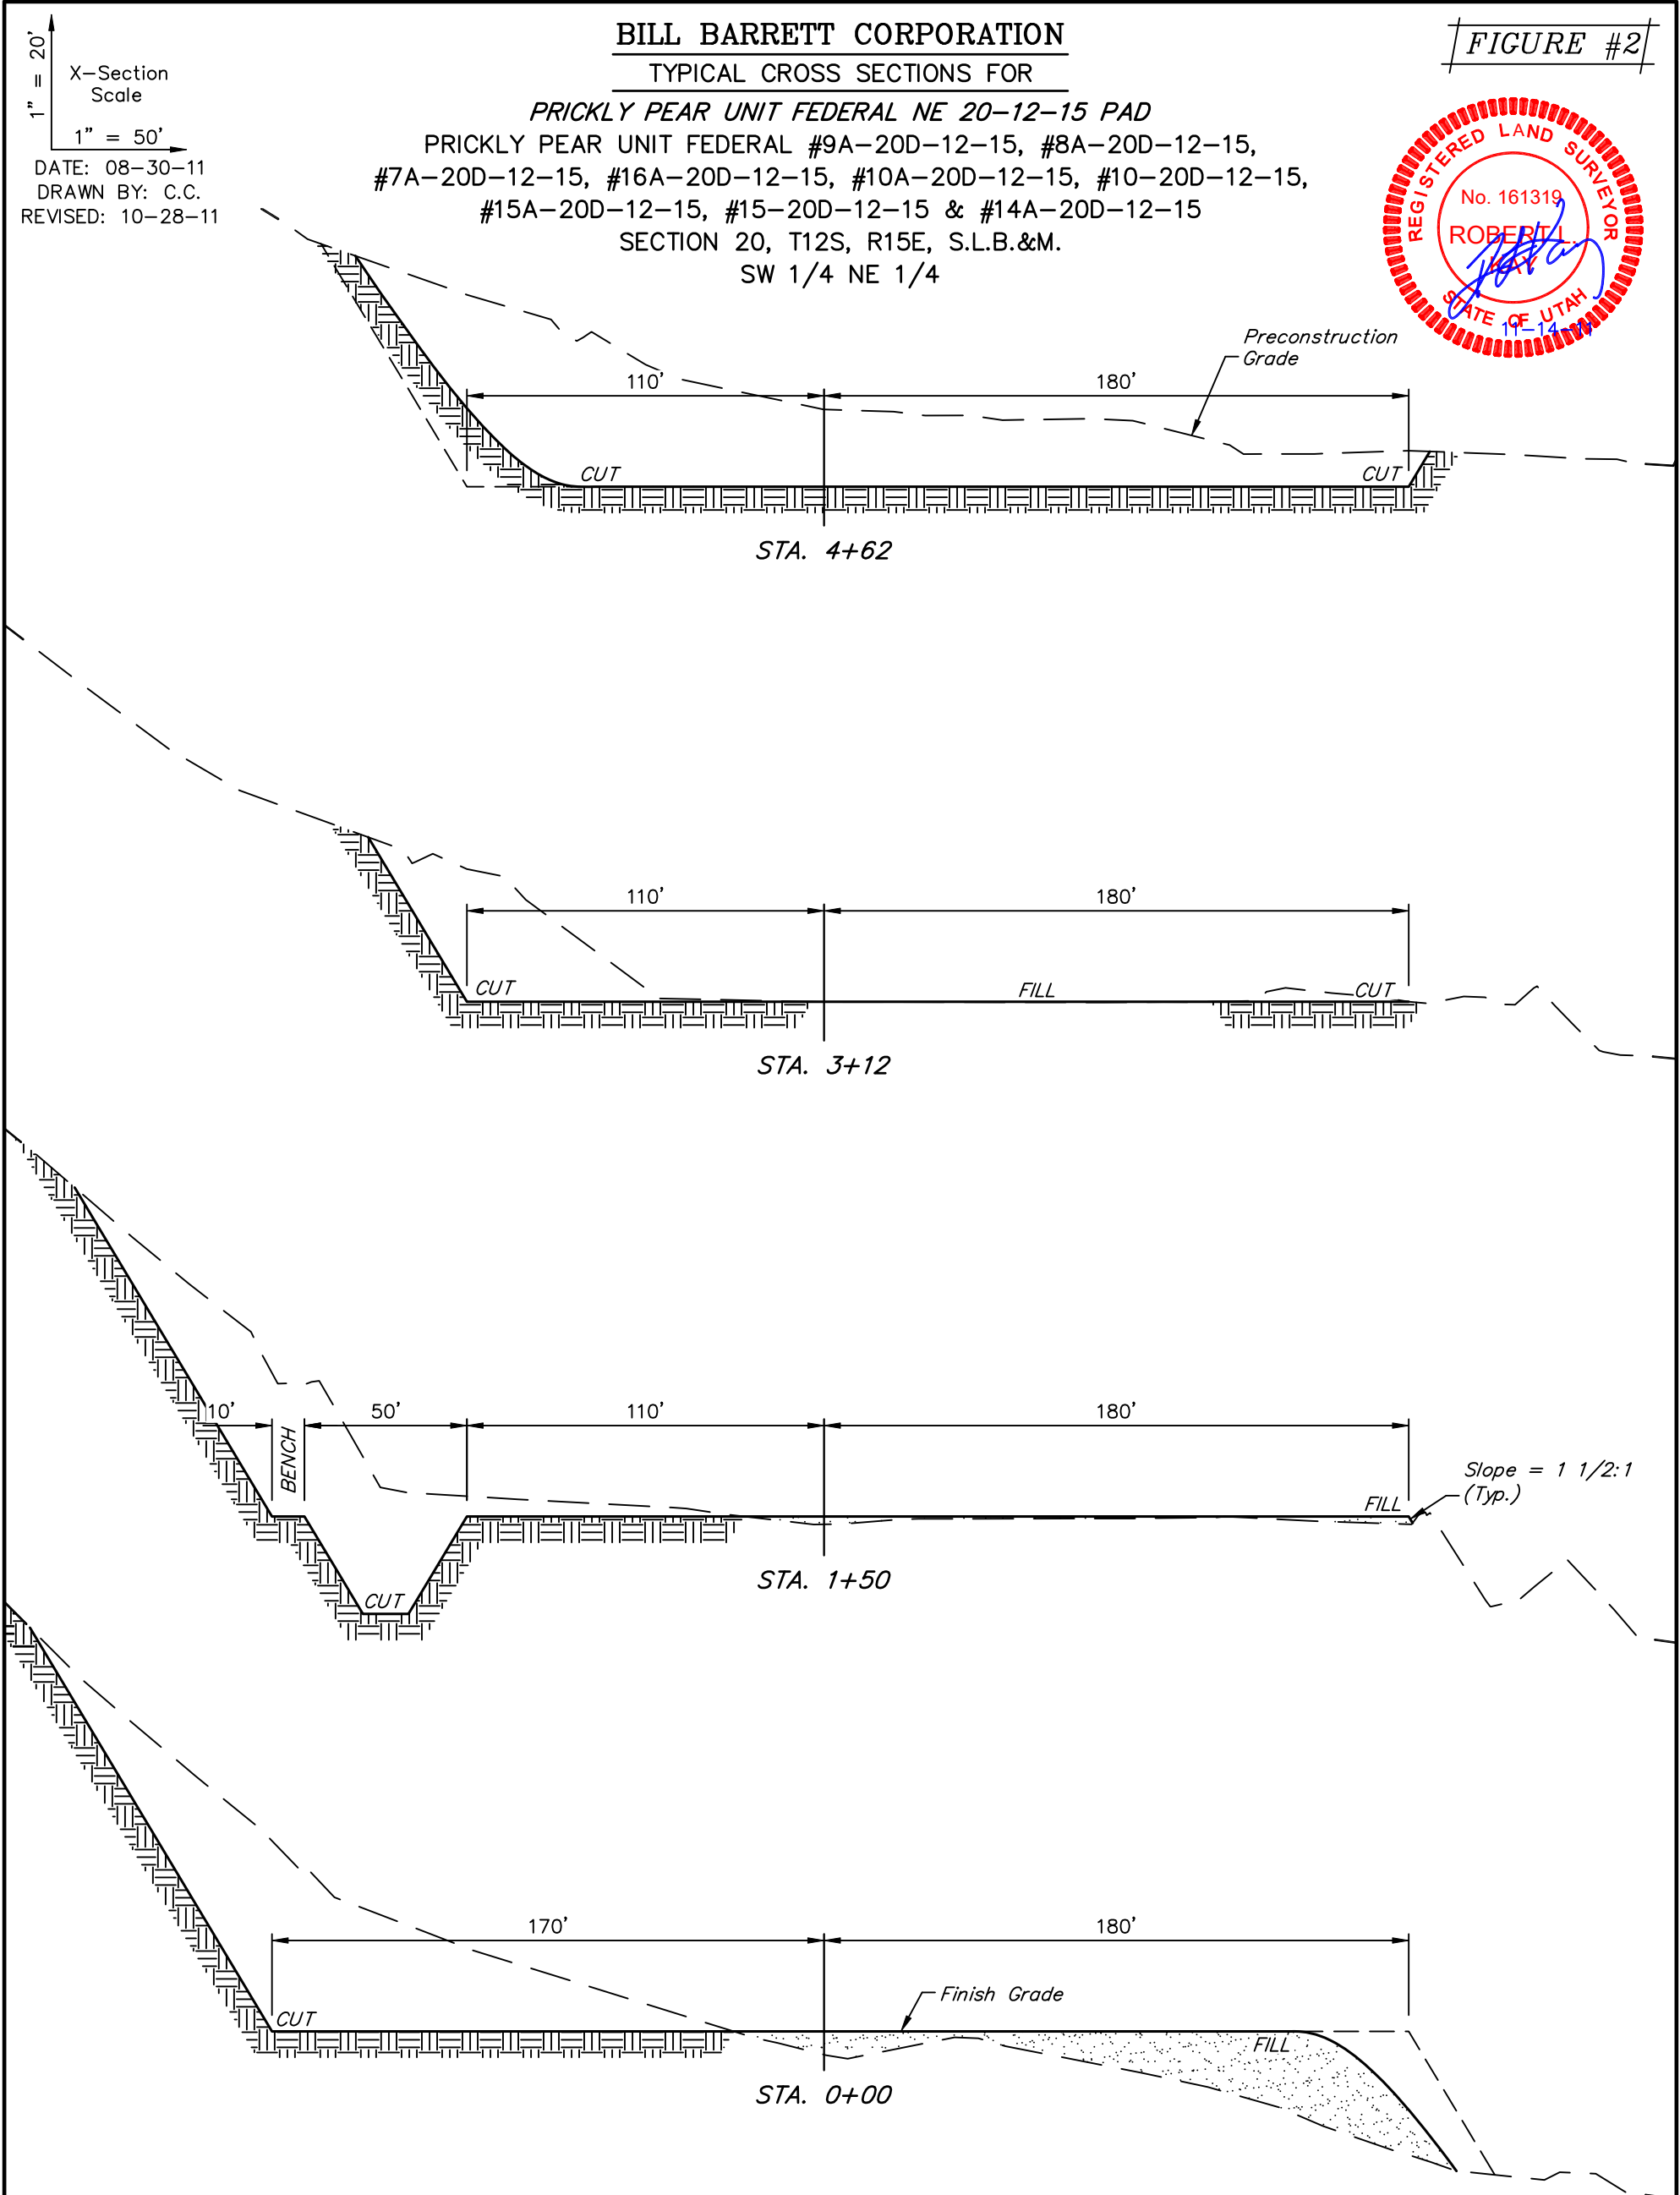 BILL BARRETT CORPORATION
TYPICAL CROSS SECTIONS FOR
PRICKLY PEAR UNIT FEDERAL NE 20-12-15 PAD
PRICKLY PEAR UNIT FEDERAL #9A-20D-12-15, #8A-20D-12-15,
#7A-20D-12-15, #16A-20D-12-15, #10A-20D-12-15, #10-20D-12-15,
#15A-20D-12-15, #15-20D-12-15 & #14A-20D-12-15
SECTION 20, T12S, R15E, S.L.B.&M.
SW 1/4 NE 1/4
FIGURE #2
1" = 20'
X-Section
Scale
1" = 50'
DATE: 08-30-11
DRAWN BY: C.C.
REVISED: 10-28-11
REGISTERED LAND SURVEYOR
No. 161319
ROBERT L.
KAY
STATE OF UTAH
11-14-11
Preconstruction
Grade
110'
180'
CUT
CUT
STA. 4+62
110'
180'
CUT
FILL
CUT
STA. 3+12
10'
BENCH
50'
110'
180'
Slope = 1 1/2:1
(Typ.)
FILL
CUT
STA. 1+50
170'
180'
Finish Grade
CUT
FILL
STA. 0+00